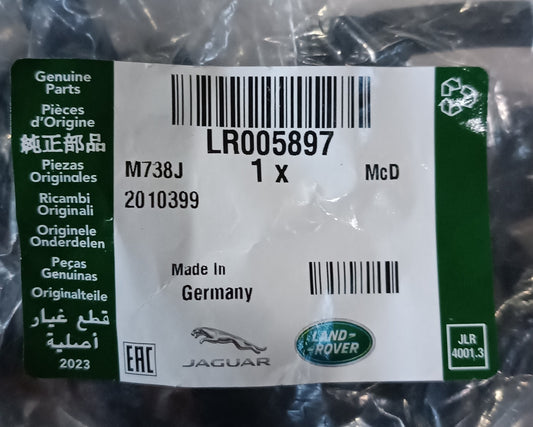 Genuine
Parts
Pièces
d'Origine
純正部品
Piezas
Originales
Ricambi
Originali
Originele
Onderdelen
Peças
Genuinas
Originalteile
قطع غيار
أصلية
2023
LR005897
M738J
1 x
McD
2010399
Made In
Germany
EAC
JAGUAR
LAND-
-ROVER
JLR
4001.3